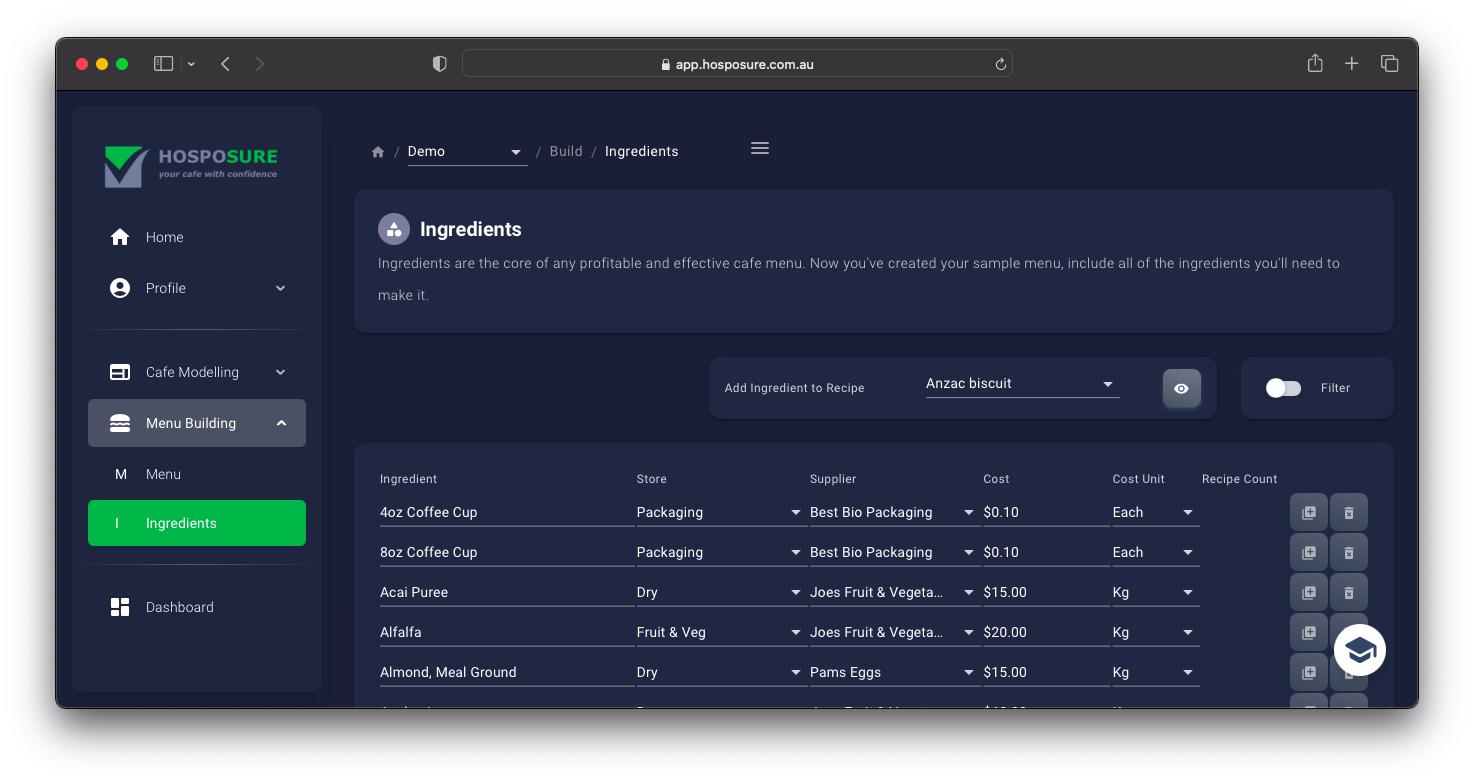 app.hosposure.com.au
HOSPOSURE
your cafe with confidence
Home
Profile
Cafe Modelling
Menu Building
M Menu
I Ingredients
Dashboard
/ Demo / Build / Ingredients
Ingredients
Ingredients are the core of any profitable and effective cafe menu. Now you've created your sample menu, include all of the ingredients you'll need to
make it.
Add Ingredient to Recipe Anzac biscuit Filter
Ingredient Store Supplier Cost Cost Unit Recipe Count
4oz Coffee Cup Packaging Best Bio Packaging $0.10 Each
8oz Coffee Cup Packaging Best Bio Packaging $0.10 Each
Acai Puree Dry Joes Fruit & Vegeta... $15.00 Kg
Alfalfa Fruit & Veg Joes Fruit & Vegeta... $20.00 Kg
Almond, Meal Ground Dry Pams Eggs $15.00 Kg